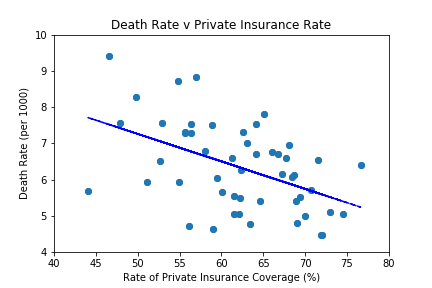 Death Rate v Private Insurance Rate
10
9
8
7
6
5
4
Death Rate (per 1000)
40 45 50 55 60 65 70 75 80
Rate of Private Insurance Coverage (%)